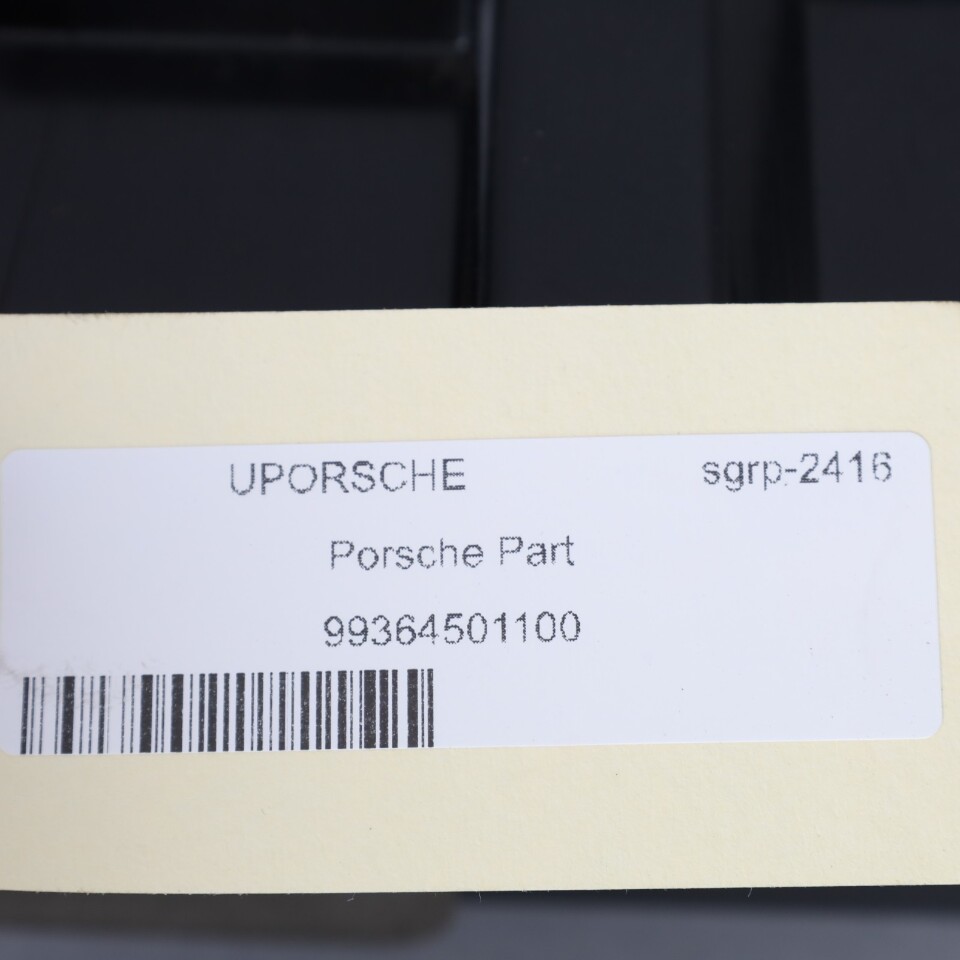 UPORSCHE sgrp-2416
Porsche Part
99364501100